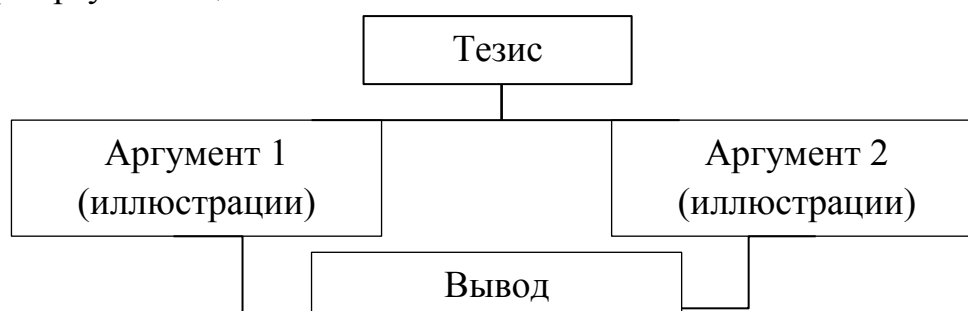 Тезис
Аргумент 1
(иллюстрации)
Аргумент 2
(иллюстрации)
Вывод